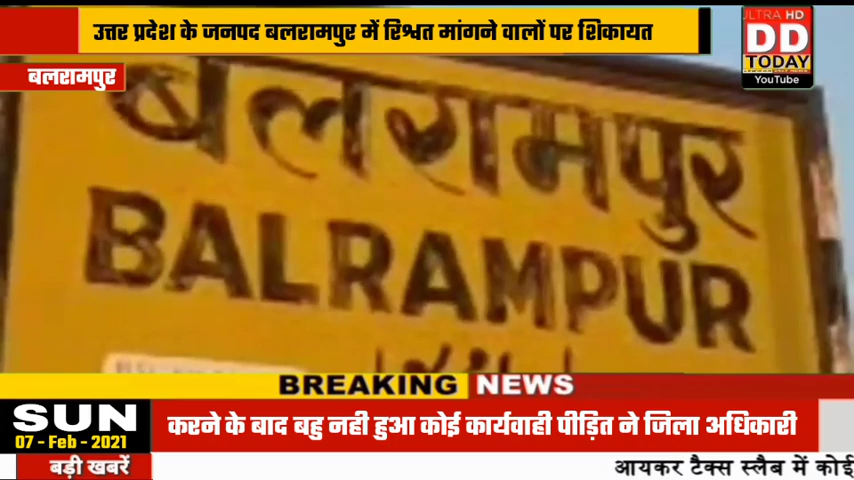 उत्तर प्रदेश के जनपद बलरामपुर में रिश्वत मांगने वालों पर शिकायत
ULTRA HD
DD
TODAY
YouTube
बलरामपुर
बलरामपुर
BALRAMPUR
BREAKING NEWS
SUN
07 - Feb - 2021
करने के बाद बहु नही हुआ कोई कार्यवाही पीड़ित ने जिला अधिकारी
बड़ी खबरें
आयकर टैक्स स्लैब में कोई